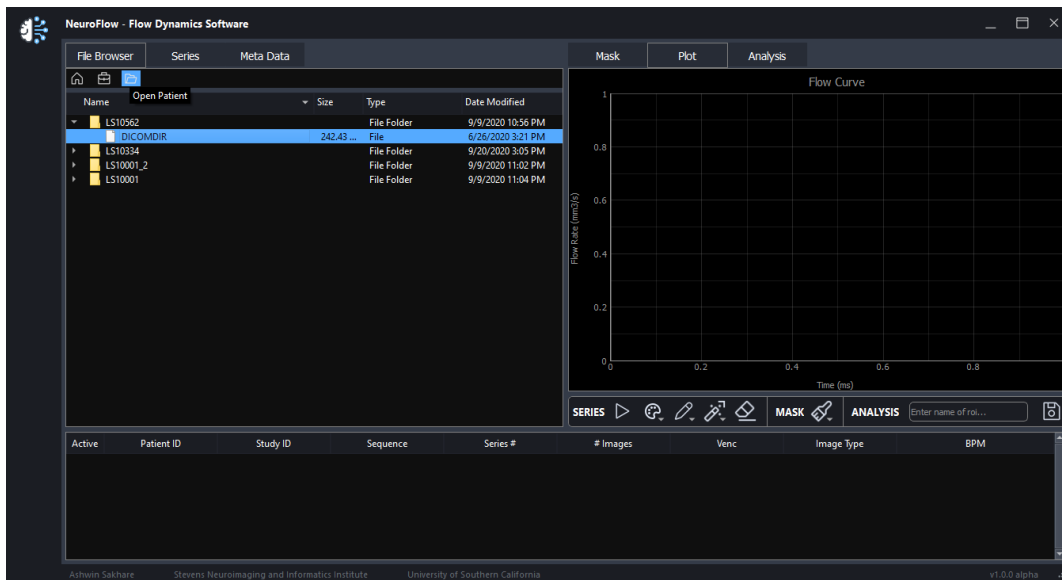 NeuroFlow - Flow Dynamics Software
File Browser Series Meta Data
Open Patient
Name Size Type Date Modified
LS10562 File Folder 9/9/2020 10:56 PM
DICOMDIR 242.43 ... File 6/26/2020 3:21 PM
LS10334 File Folder 9/20/2020 3:05 PM
LS10001_2 File Folder 9/9/2020 11:02 PM
LS10001 File Folder 9/9/2020 11:04 PM
Mask Plot Analysis
Flow Curve
1
0.8
0.6
0.4
0.2
0
Flow Rate (mm3/s)
0 0.2 0.4 0.6 0.8
Time (ms)
SERIES MASK ANALYSIS Enter name of roi...
Active Patient ID Study ID Sequence Series # # Images Venc Image Type BPM
Ashwin Sakhare Stevens Neuroimaging and Informatics Institute University of Southern California v1.0.0 alpha